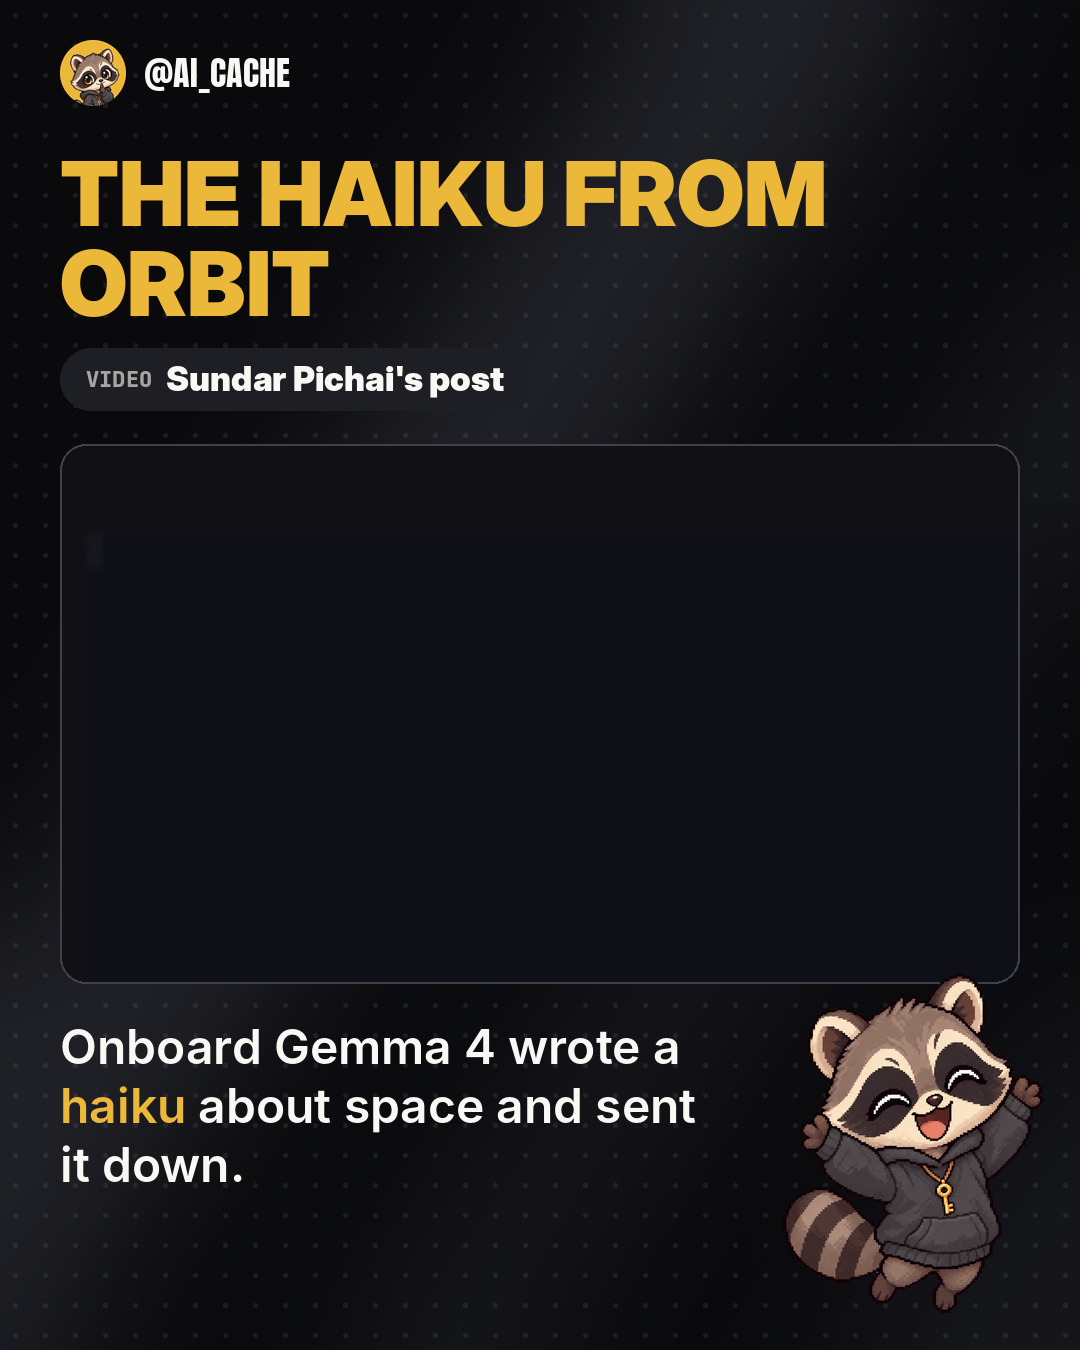 @AI_CACHE
THE HAIKU FROM
ORBIT
VIDEO Sundar Pichai's post
Onboard Gemma 4 wrote a
haiku about space and sent
it down.